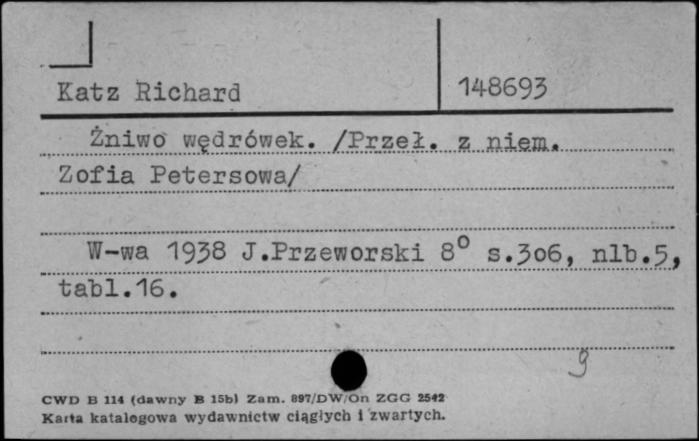 Katz Richard 148693
Żniwo wędrówek. /Przeł. z niem.
Zofia Petersowa/
W-wa 1938 J.Przeworski 8° s.306, nlb.5,
tabl.16.
9
CWD B 114 (dawny B 15b) Zam. 897/DW/On ZGG 2542
Karta katalogowa wydawnictw ciągłych i zwartych.